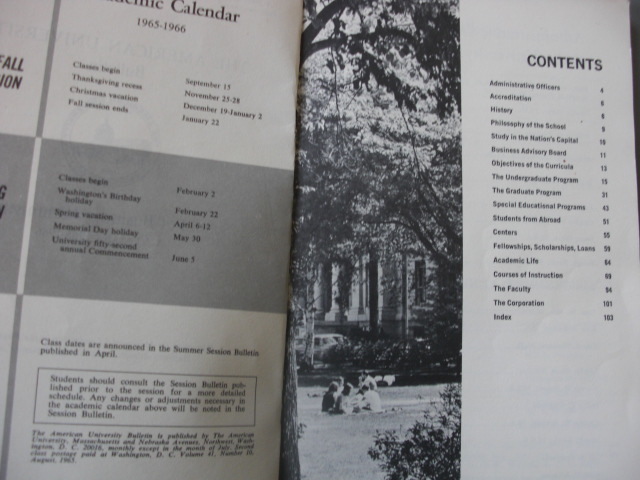 Academic Calendar
1965-1966
FALL
Classes begin September 15
Thanksgiving recess November 25-28
Christmas vacation December 19-January 2
Fall session ends January 22
Classes begin February 2
Washington's Birthday
holiday February 22
Spring vacation April 6-12
Memorial Day holiday May 30
University fifty-second
annual Commencement June 5
Class dates are announced in the Summer Session Bulletin
published in April.
Students should consult the Session Bulletin pub-
lished prior to the session for a more detailed
schedule. Any changes or adjustments necessary in
the academic calendar above will be noted in the
Session Bulletin.
The American University Bulletin is published by The American
University, Massachusetts and Nebraska Avenues, Northwest, Wash-
ington, D. C. 20016, monthly except in the month of July. Second
class postage paid at Washington, D. C. Volume 41, Number 10,
August, 1965.
CONTENTS
Administrative Officers 4
Accreditation 6
History 8
Philosophy of the School 9
Study in the Nation's Capital 10
Business Advisory Board 11
Objectives of the Curricula 13
The Undergraduate Program 15
The Graduate Program 31
Special Educational Programs 43
Students from Abroad 51
Centers 55
Fellowships, Scholarships, Loans 59
Academic Life 64
Courses of Instruction 69
The Faculty 94
The Corporation 101
Index 103